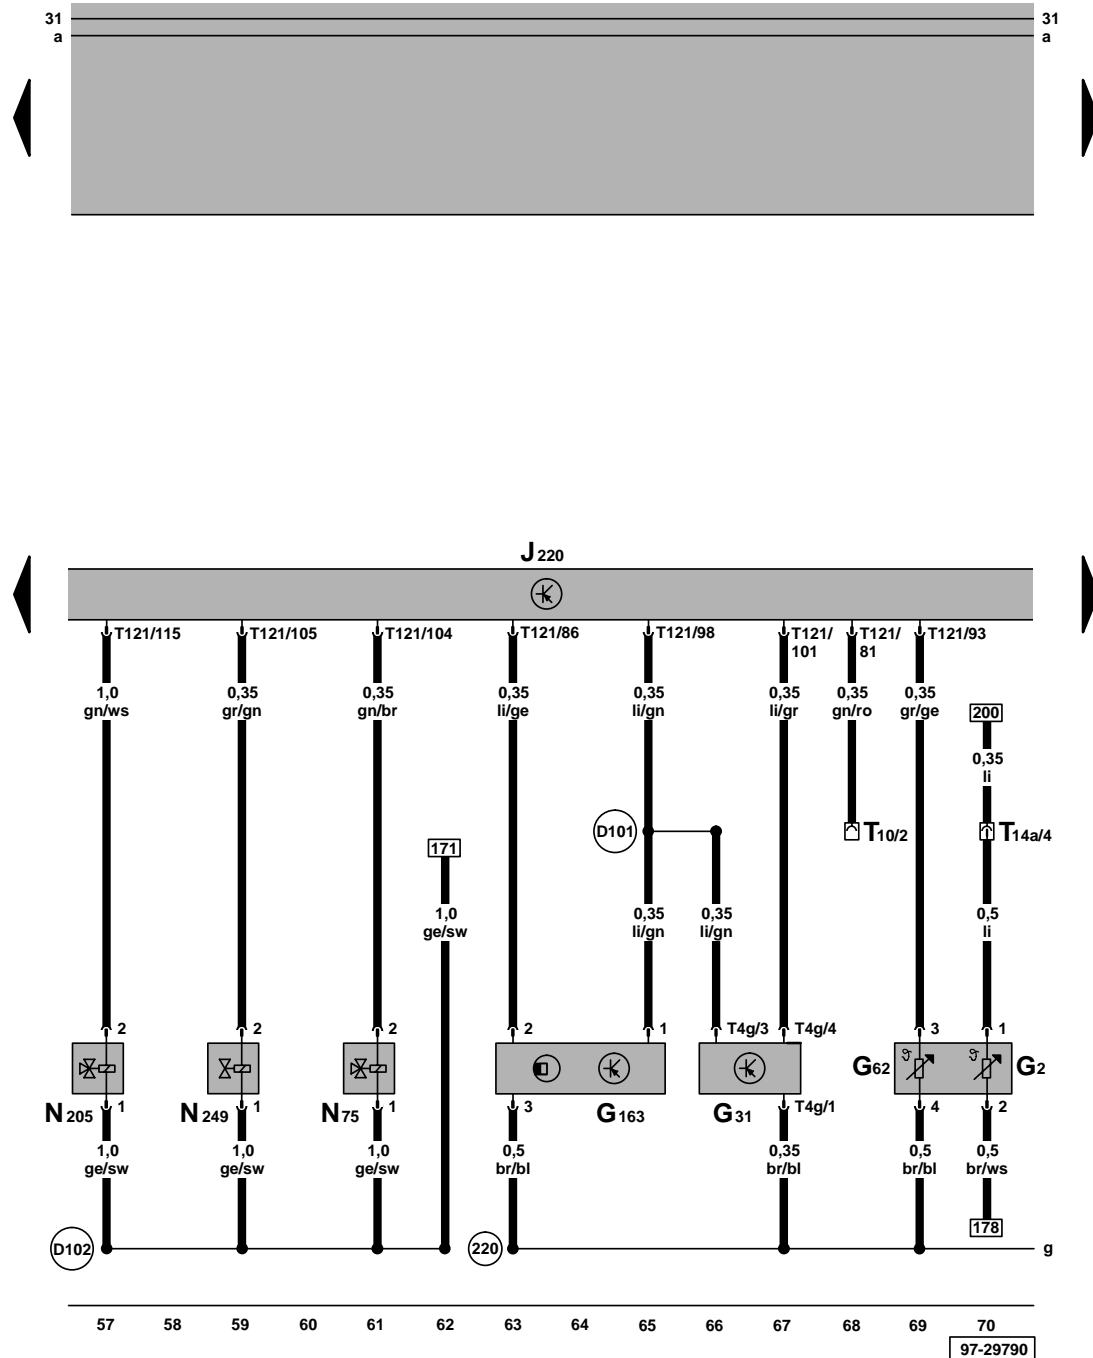 31 31
a a
J 220
T121/115 T121/105 T121/104 T121/86 T121/98 T121/ T121/ T121/93
101 81
1,0 0,35 0,35 0,35 0,35 0,35 0,35 0,35
gn/ws gr/gn gn/br li/ge li/gn li/gr gn/ro gr/ge
200
0,35
li
D101 T10/2 T14a/4
171
1,0 0,35 0,35 0,5
ge/sw li/gn li/gn li
2 2 2 2 1 T4g/3 T4g/4 3 1
G62 G2
N 205 1 N 249 1 N 75 1 3 G 163 G 31 T4g/1 4 2
1,0 1,0 1,0 0,5 0,35 0,5 0,5
ge/sw ge/sw ge/sw br/bl br/bl br/bl br/ws
178
D102 220 g
57 58 59 60 61 62 63 64 65 66 67 68 69 70
97-29790